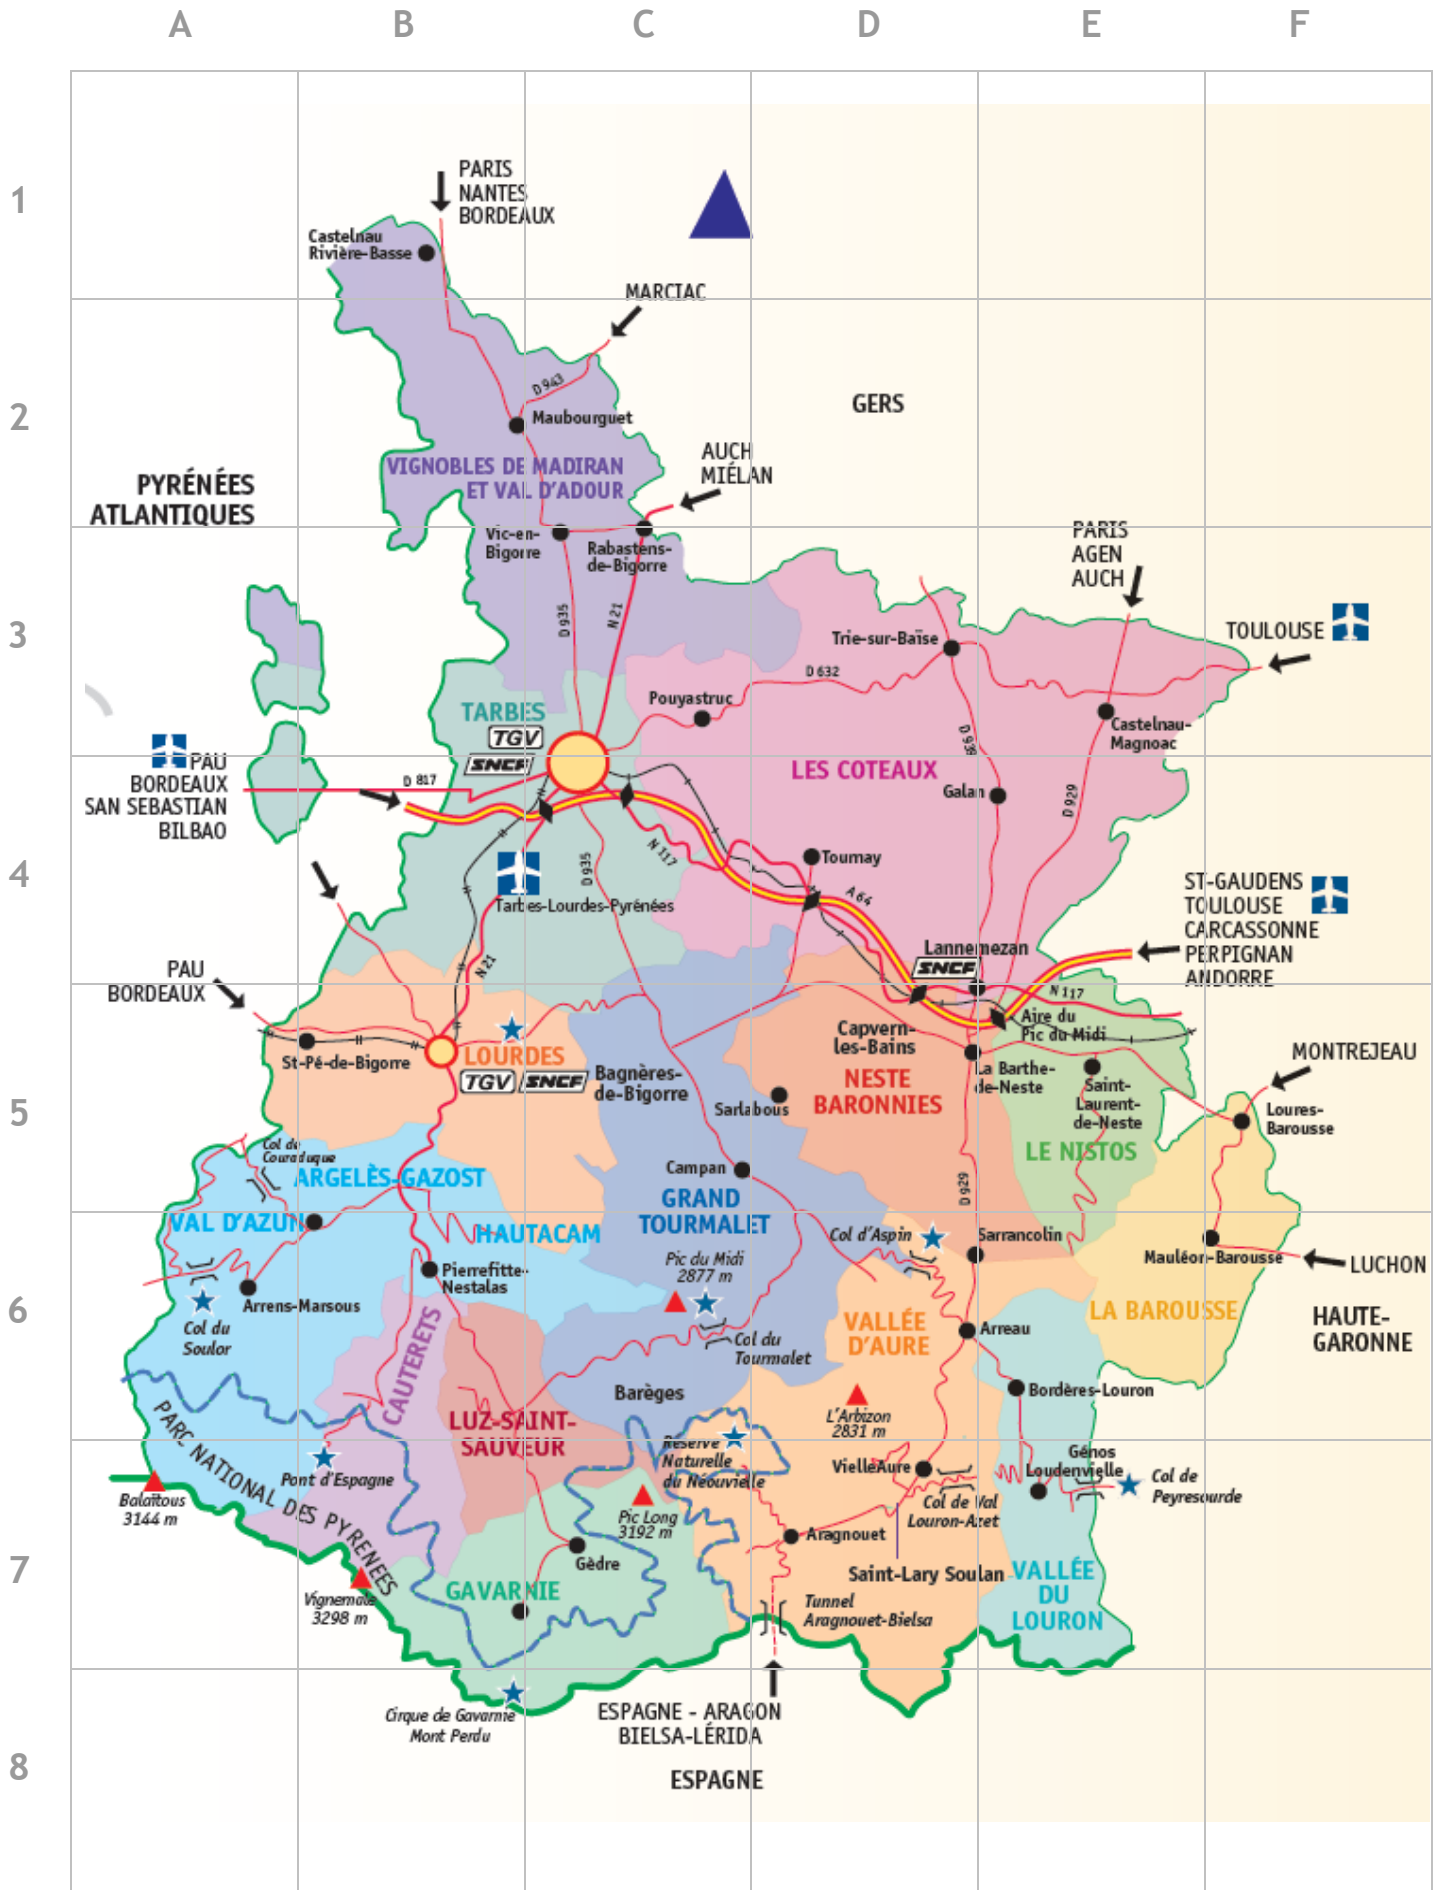 A B C D E F
1
PARIS
NANTES
BORDEAUX
Castelnau
Rivière-Basse
MARCIAC
D 943
2
GERS
Maubourguet
AUCH
MIÉLAN
VIGNOBLES DE MADIRAN
ET VAL D'ADOUR
PYRÉNÉES
ATLANTIQUES
Vic-en-
Bigorre
Rabastens-
de-Bigorre
PARIS
AGEN
AUCH
3
D 935
N 21
Trie-sur-Baïse
TOULOUSE
D 632
Pouyastruc
TARBES
TGV
SNCF
Castelnau-
Magnoac
D 939
PAU
BORDEAUX
SAN SEBASTIAN
BILBAO
D 817
LES COTEAUX
Galan
D 929
4
N 117
Tournay
D 935
A 64
Tarbes-Lourdes-Pyrénées
ST-GAUDENS
TOULOUSE
CARCASSONNE
PERPIGNAN
ANDORRE
Lannemezan
SNCF
N 21
PAU
BORDEAUX
N 117
Aire du
Pic du Midi
St-Pé-de-Bigorre
LOURDES
TGV SNCF
Capvern-
les-Bains
MONTREJEAU
Bagnères-
de-Bigorre
NESTE
BARONNIES
La Barthe-
de-Neste
Saint-
Laurent-
de-Neste
5
Sarlabous
Loures-
Barousse
Col de
Couraduque
ARGELÈS-GAZOST
Campan
LE NISTOS
D 929
GRAND
TOURMALET
VAL D'AZUN
HAUTACAM
Col d'Aspin
Sarrancolin
Pic du Midi
2877 m
Mauléon-Barousse
LUCHON
Pierrefitte-
Nestalas
Arrens-Marsous
6
Col du
Soulor
CAUTERETS
Col du
Tourmalet
VALLÉE
D'AURE
Arreau
LA BAROUSSE
HAUTE-
GARONNE
Barèges
Bordères-Louron
PARC NATIONAL DES PYRENEES
LUZ-SAINT-
SAUVEUR
L'Arbizon
2831 m
Réserve
Naturelle
du Néouvielle
Génos
Loudenvielle
VielleAure
Col de
Peyresourde
Pont d'Espagne
Balaïtous
3144 m
Pic Long
3192 m
Col de Val
Louron-Azet
7
Aragnouet
Gèdre
Saint-Lary Soulan
VALLÉE
DU
LOURON
GAVARNIE
Vignemale
3298 m
Tunnel
Aragnouet-Bielsa
Cirque de Gavarnie
Mont Perdu
ESPAGNE - ARAGON
BIELSA-LÉRIDA
8
ESPAGNE